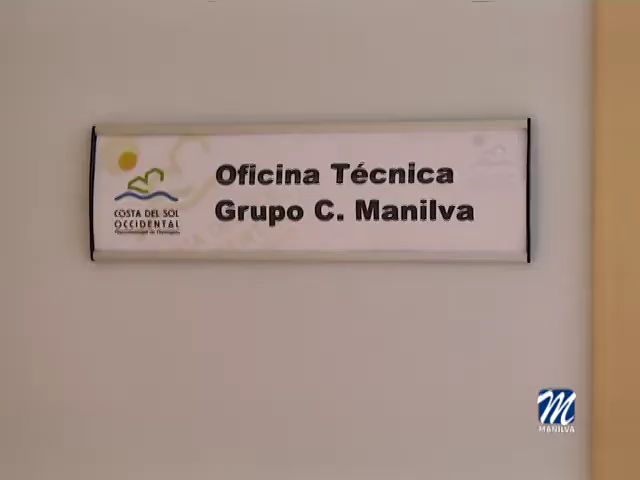 Oficina Técnica
Grupo C. Manilva
COSTA DEL SOL
OCCIDENTAL
M
MANILVA